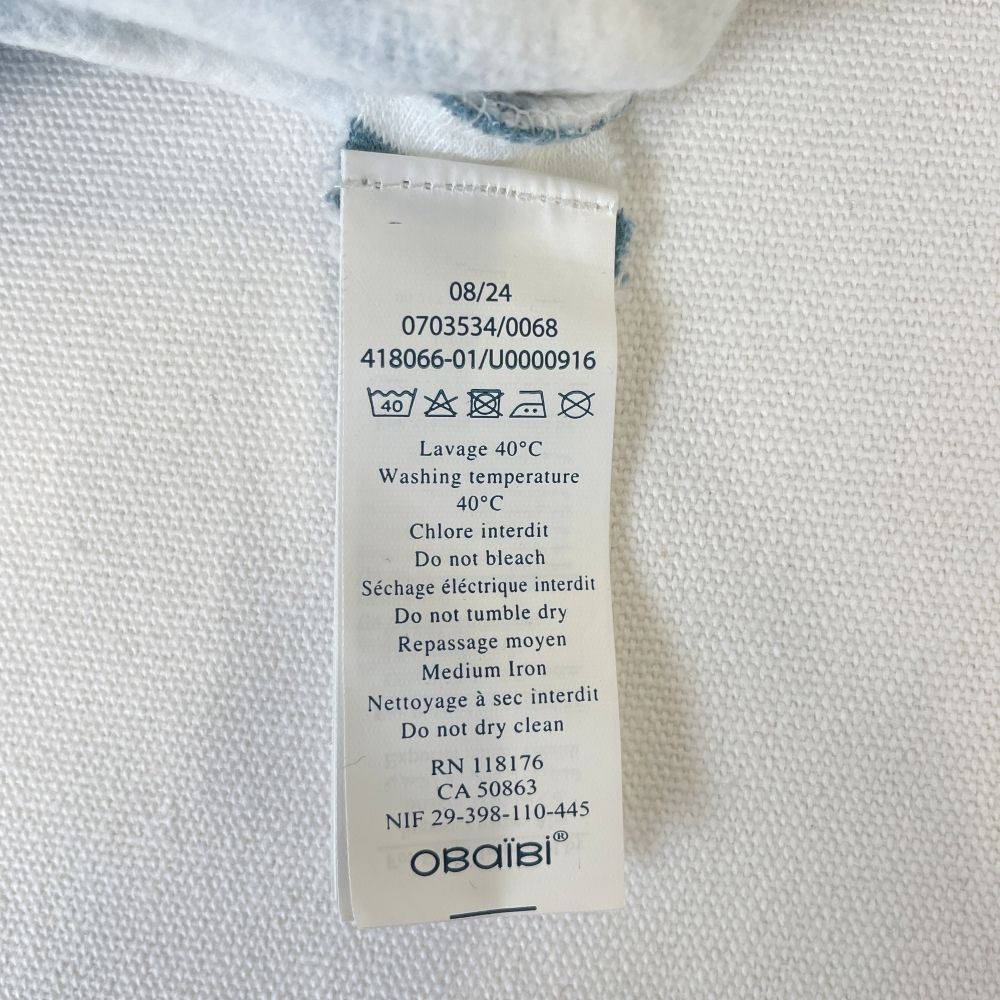 08/24
0703534/0068
418066-01/U0000916
40
Lavage 40°C
Washing temperature
40°C
Chlore interdit
Do not bleach
Séchage éléctrique interdit
Do not tumble dry
Repassage moyen
Medium Iron
Nettoyage à sec interdit
Do not dry clean
RN 118176
CA 50863
NIF 29-398-110-445
OBaïBi®